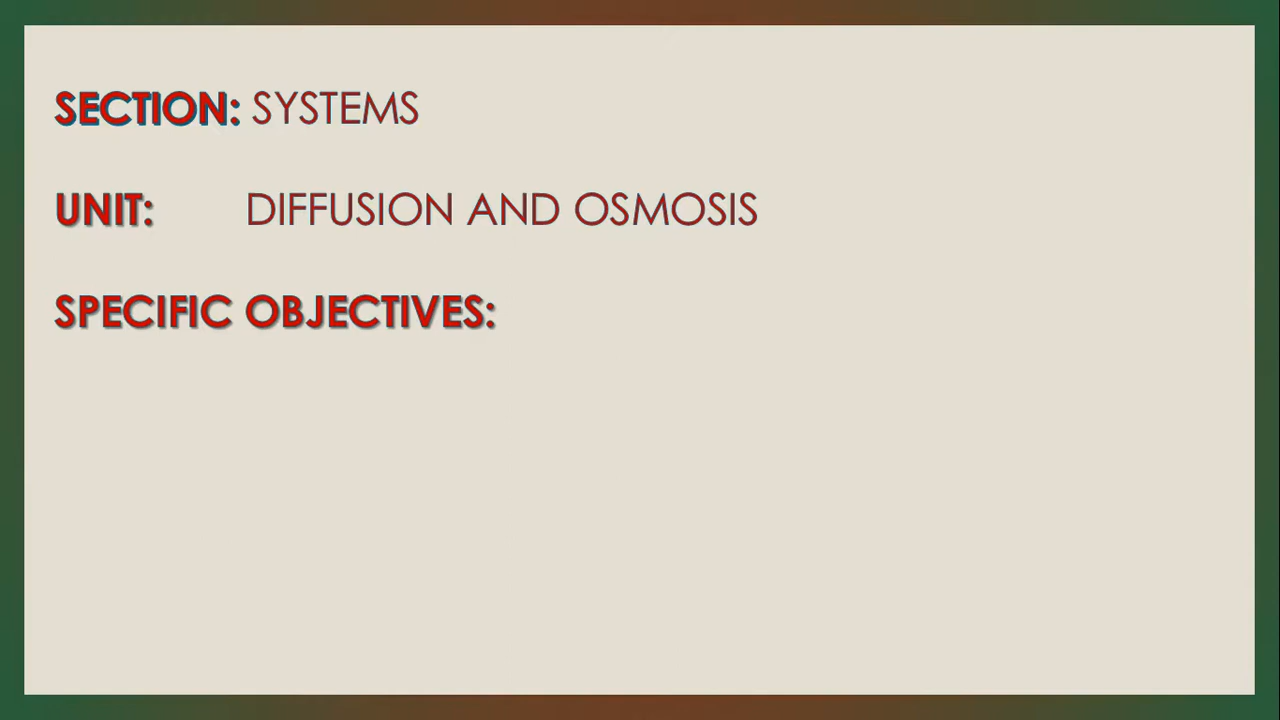 SECTION: SYSTEMS
UNIT: DIFFUSION AND OSMOSIS
SPECIFIC OBJECTIVES: